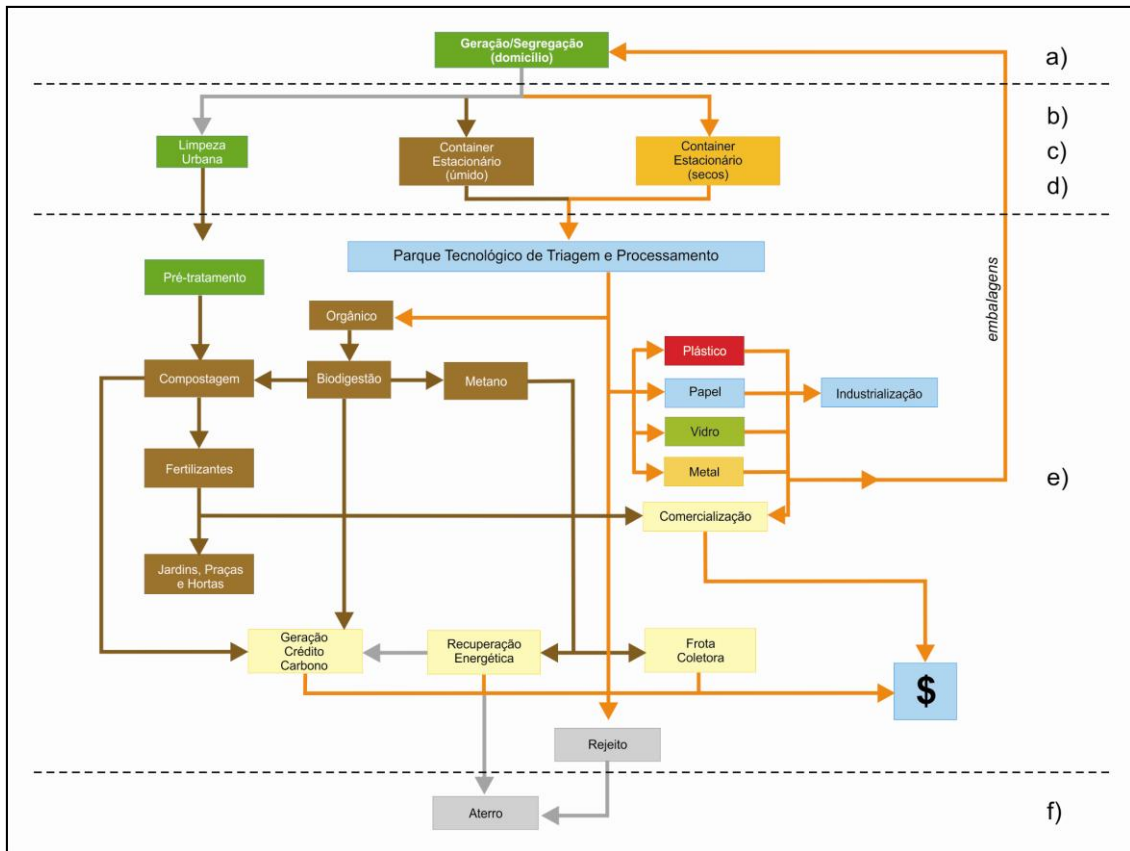 Geração/Segregação
(domicílio)
a)
b)
Limpeza
Urbana
Container
Estacionário
(úmido)
Container
Estacionário
(secos)
c)
d)
Parque Tecnológico de Triagem e Processamento
embalagens
Pré-tratamento
Orgânico
Plástico
Compostagem
Biodigestão
Metano
Papel
Industrialização
Vidro
Fertilizantes
Metal
e)
Comercialização
Jardins, Praças
e Hortas
Geração
Crédito
Carbono
Recuperação
Energética
Frota
Coletora
$
Rejeito
Aterro
f)